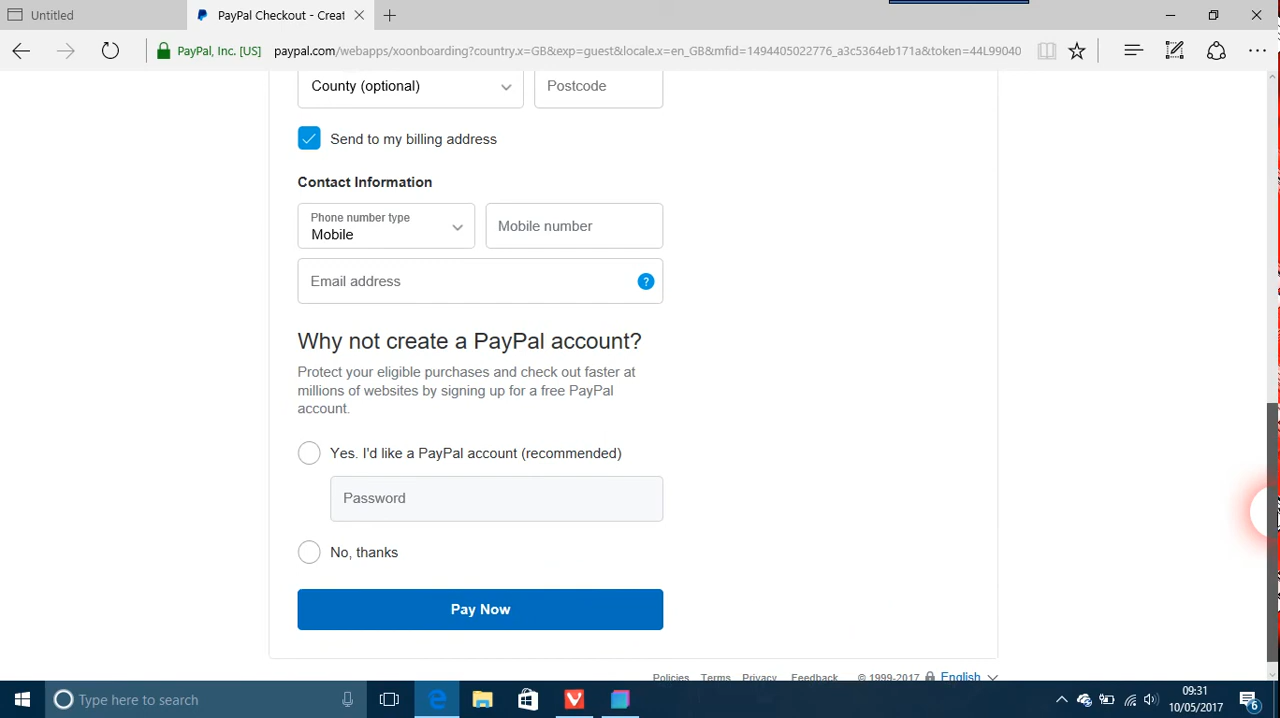 Untitled
PayPal Checkout - Creat
PayPal, Inc. [US]
paypal.com/webapps/xoonboarding?country.x=GB&exp=guest&locale.x=en_GB&mfid=1494405022776_a3c5364eb171a&token=44L99040
County (optional)
Postcode
Send to my billing address
Contact Information
Phone number type
Mobile
Mobile number
Email address
?
Why not create a PayPal account?
Protect your eligible purchases and check out faster at
millions of websites by signing up for a free PayPal
account.
Yes. I'd like a PayPal account (recommended)
Password
No, thanks
Pay Now
Policies Terms Privacy Feedback © 1999-2017 English
Type here to search
09:31
10/05/2017
6